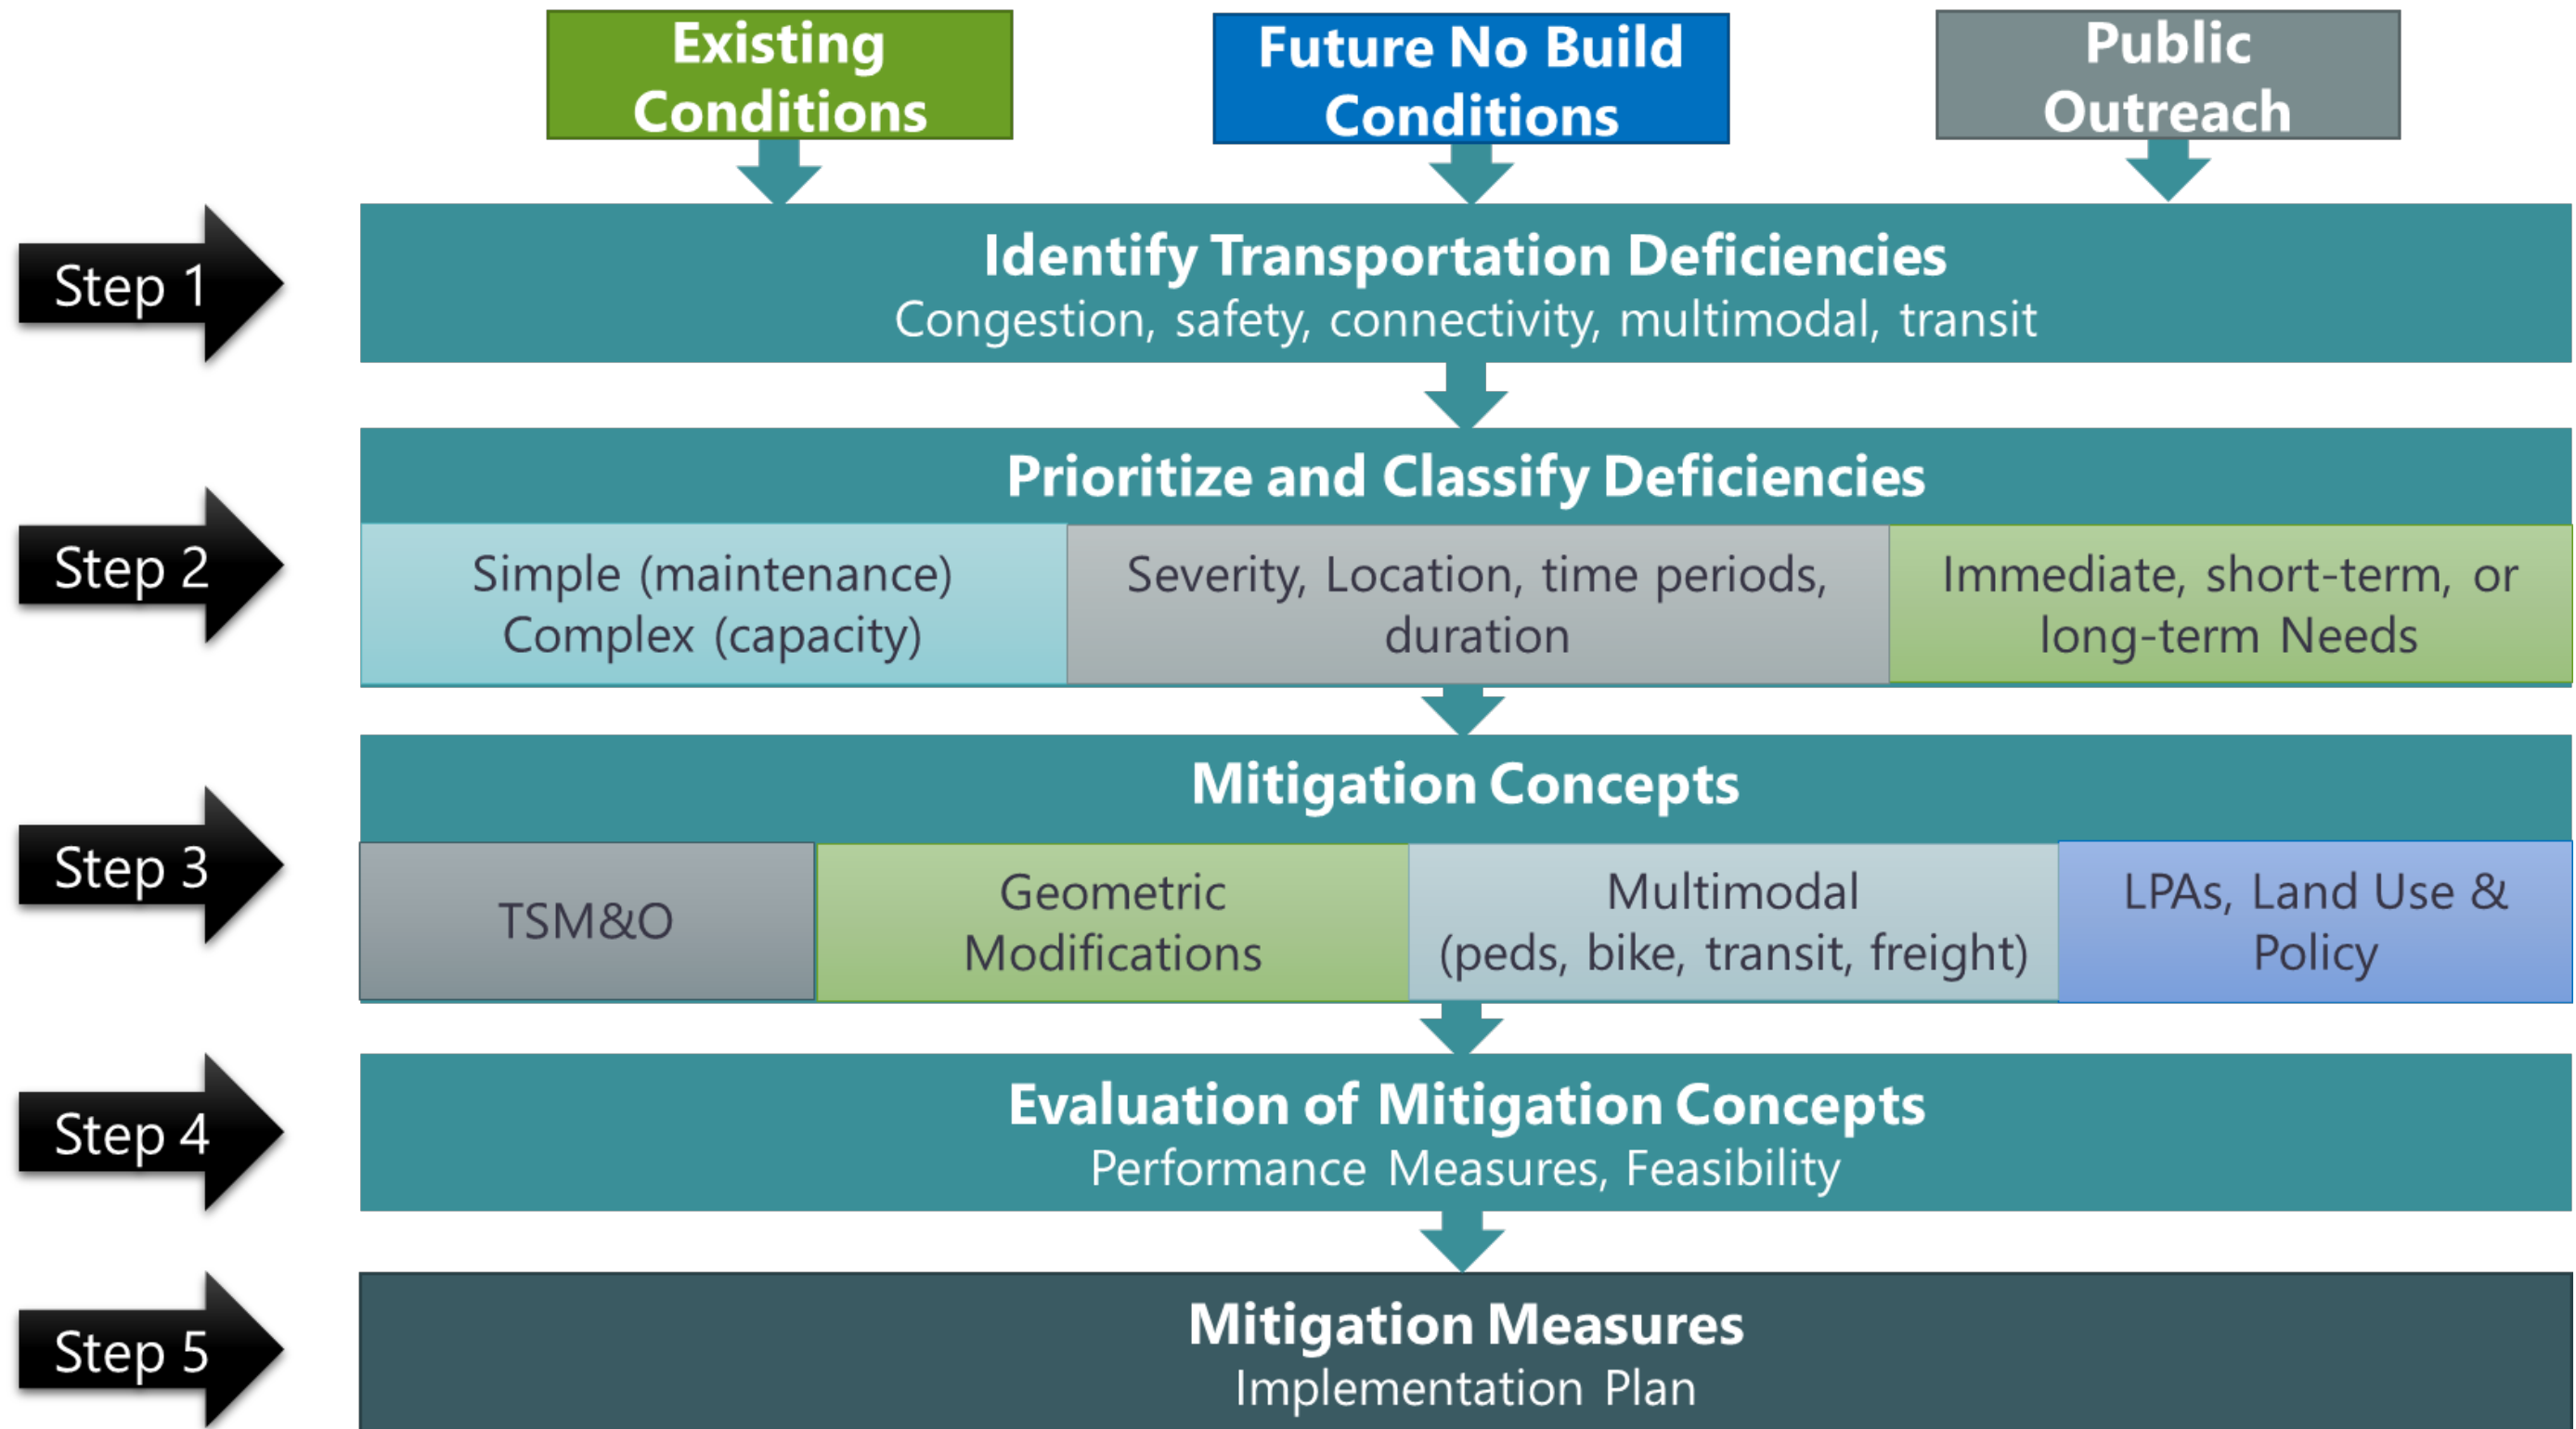 Existing
Conditions
Future No Build
Conditions
Public
Outreach
Step 1
Identify Transportation Deficiencies
Congestion, safety, connectivity, multimodal, transit
Step 2
Prioritize and Classify Deficiencies
Simple (maintenance)
Complex (capacity)
Severity, Location, time periods,
duration
Immediate, short-term, or
long-term Needs
Step 3
Mitigation Concepts
TSM&O
Geometric
Modifications
Multimodal
(peds, bike, transit, freight)
LPAs, Land Use &
Policy
Step 4
Evaluation of Mitigation Concepts
Performance Measures, Feasibility
Step 5
Mitigation Measures
Implementation Plan